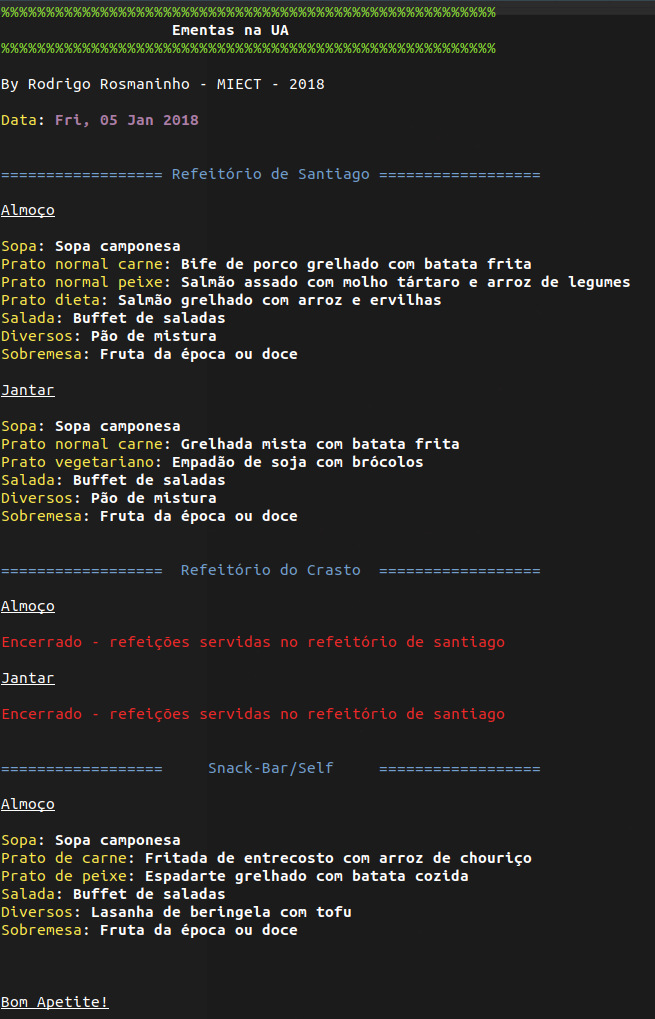 %%%%%%%%%%%%%%%%%%%%%%%%%%%%%%%%%%%%%%%%%%%%%%%%%%%%%%%
Ementas na UA
%%%%%%%%%%%%%%%%%%%%%%%%%%%%%%%%%%%%%%%%%%%%%%%%%%%%%%%
By Rodrigo Rosmaninho - MIECT - 2018
Data: Fri, 05 Jan 2018
================== Refeitório de Santiago ==================
Almoço
Sopa: Sopa camponesa
Prato normal carne: Bife de porco grelhado com batata frita
Prato normal peixe: Salmão assado com molho tártaro e arroz de legumes
Prato dieta: Salmão grelhado com arroz e ervilhas
Salada: Buffet de saladas
Diversos: Pão de mistura
Sobremesa: Fruta da época ou doce
Jantar
Sopa: Sopa camponesa
Prato normal carne: Grelhada mista com batata frita
Prato vegetariano: Empadão de soja com brócolos
Salada: Buffet de saladas
Diversos: Pão de mistura
Sobremesa: Fruta da época ou doce
==================  Refeitório do Crasto  ==================
Almoço
Encerrado - refeições servidas no refeitório de santiago
Jantar
Encerrado - refeições servidas no refeitório de santiago
==================     Snack-Bar/Self     ==================
Almoço
Sopa: Sopa camponesa
Prato de carne: Fritada de entrecosto com arroz de chouriço
Prato de peixe: Espadarte grelhado com batata cozida
Salada: Buffet de saladas
Diversos: Lasanha de beringela com tofu
Sobremesa: Fruta da época ou doce
Bom Apetite!